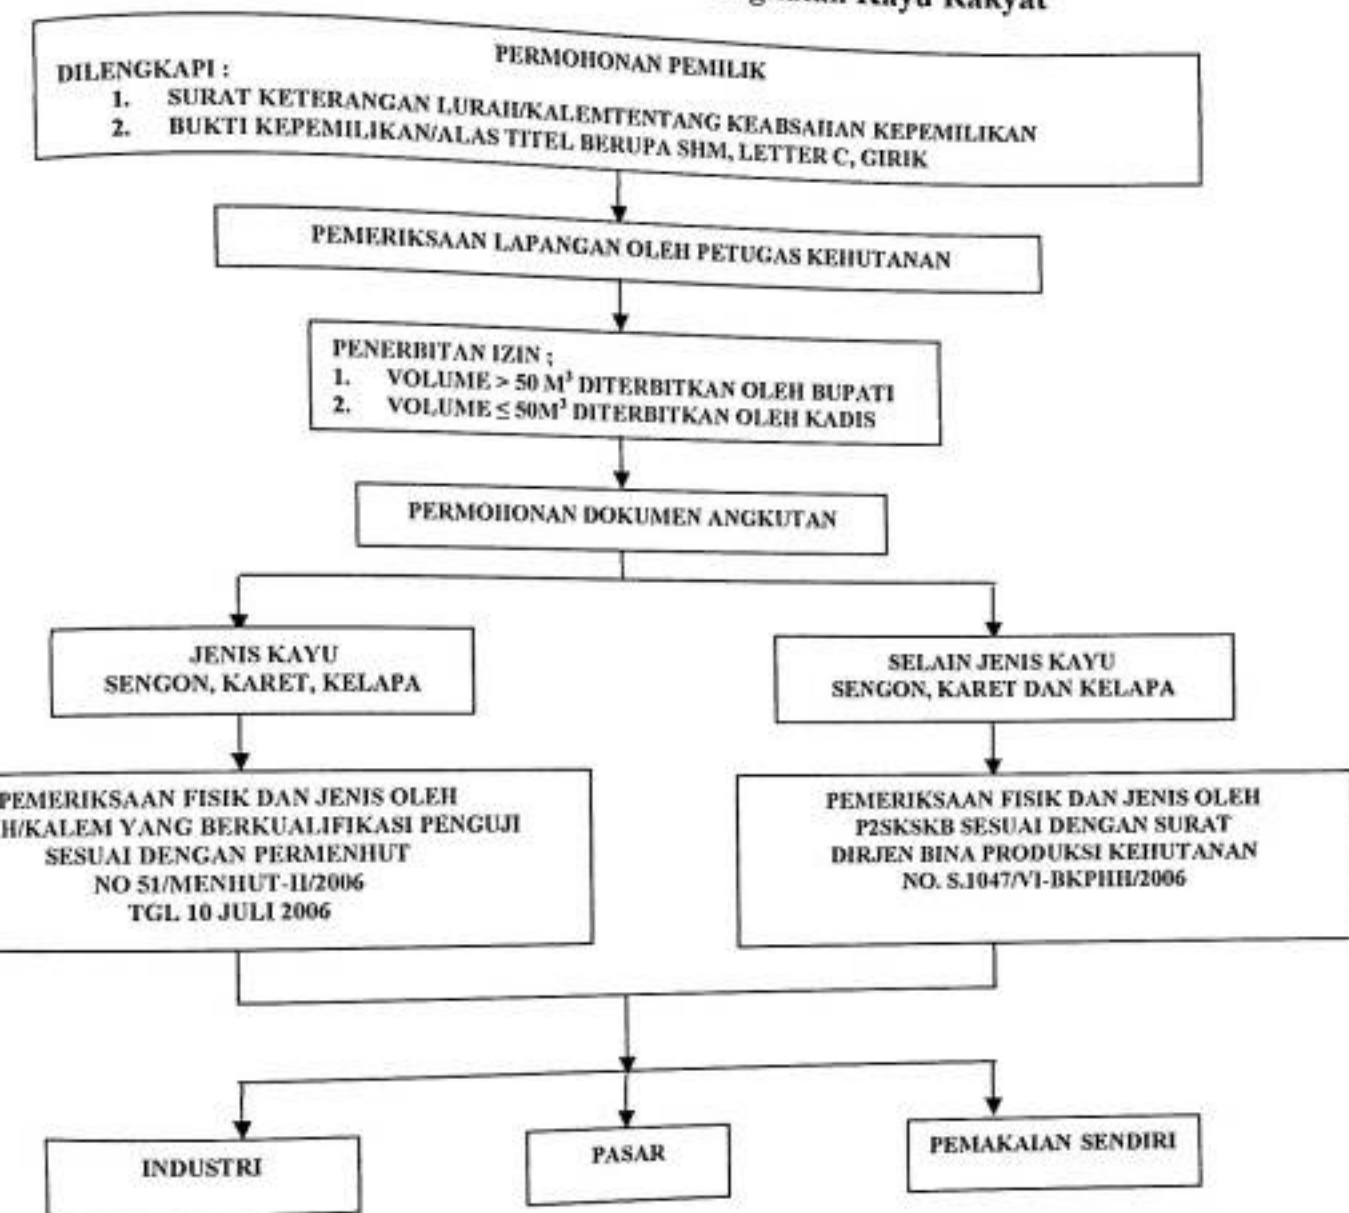 Kayu Rakyat
PERMOHONAN PEMILIK
DILENGKAPI :
1. SURAT KETERANGAN LURAH/KALEMTENTANG KEABSAHAN KEPEMILIKAN
2. BUKTI KEPEMILIKAN/ALAS TITEL BERUPA SHM, LETTER C, GIRIK
PEMERIKSAAN LAPANGAN OLEH PETUGAS KEHUTANAN
PENERBITAN IZIN ;
1. VOLUME > 50 M³ DITERBITKAN OLEH BUPATI
2. VOLUME ≤ 50M³ DITERBITKAN OLEH KADIS
PERMOHONAN DOKUMEN ANGKUTAN
JENIS KAYU
SENGON, KARET, KELAPA
SELAIN JENIS KAYU
SENGON, KARET DAN KELAPA
PEMERIKSAAN FISIK DAN JENIS OLEH
H/KALEM YANG BERKUALIFIKASI PENGUJI
SESUAI DENGAN PERMENHUT
NO 51/MENHUT-II/2006
TGL 10 JULI 2006
PEMERIKSAAN FISIK DAN JENIS OLEH
P2SKSKB SESUAI DENGAN SURAT
DIRJEN BINA PRODUKSI KEHUTANAN
NO. S.1047/VI-BKPHH/2006
INDUSTRI
PASAR
PEMAKAIAN SENDIRI